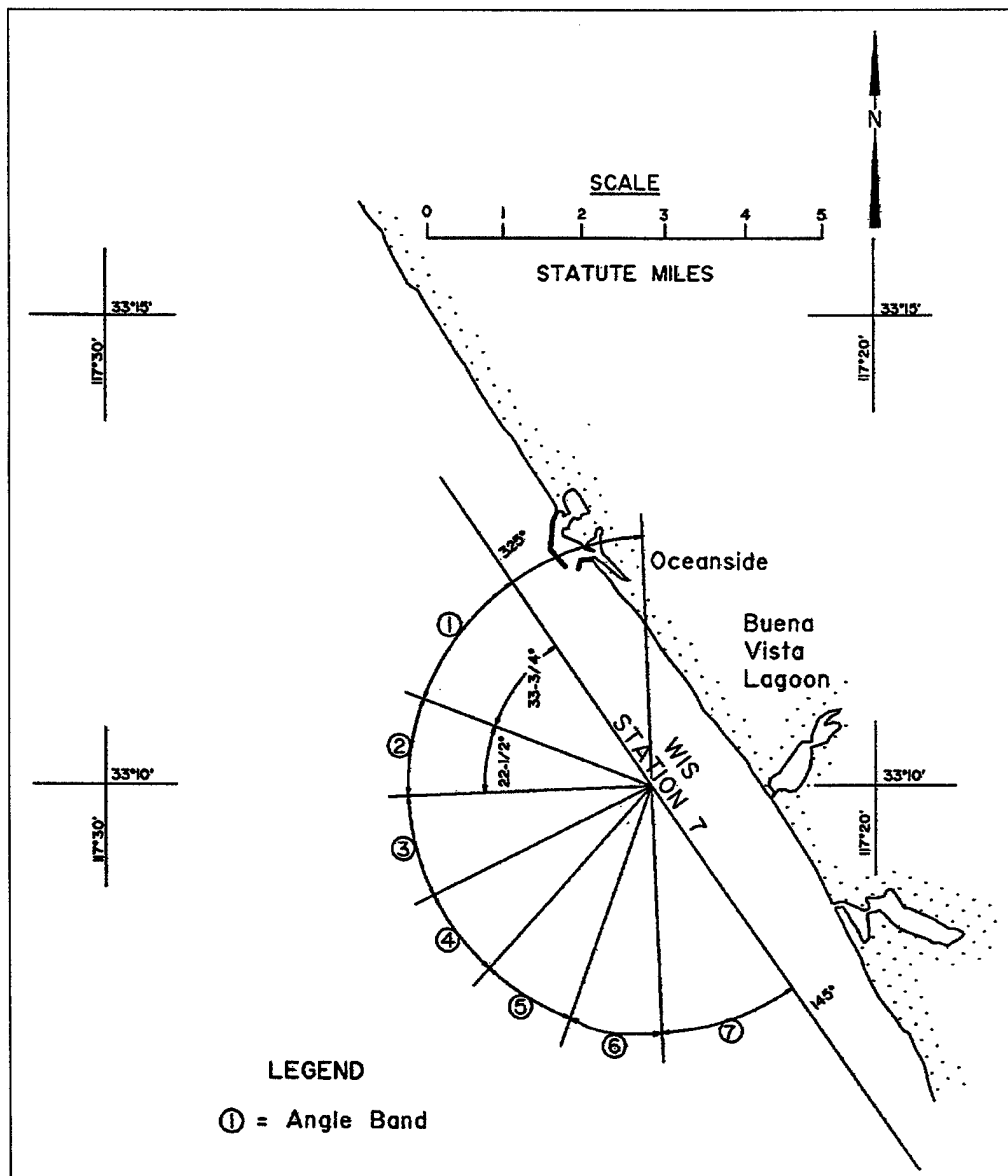 N
SCALE
0 1 2 3 4 5
STATUTE MILES
33°15'
117°30'
33°15'
117°20'
325°
Oceanside
①
Buena
Vista
Lagoon
33-3/4°
②
22-1/2°
WIS
STATION 7
33°10'
117°30'
33°10'
117°20'
③
④
⑤
⑥
⑦
145°
LEGEND
① = Angle Band